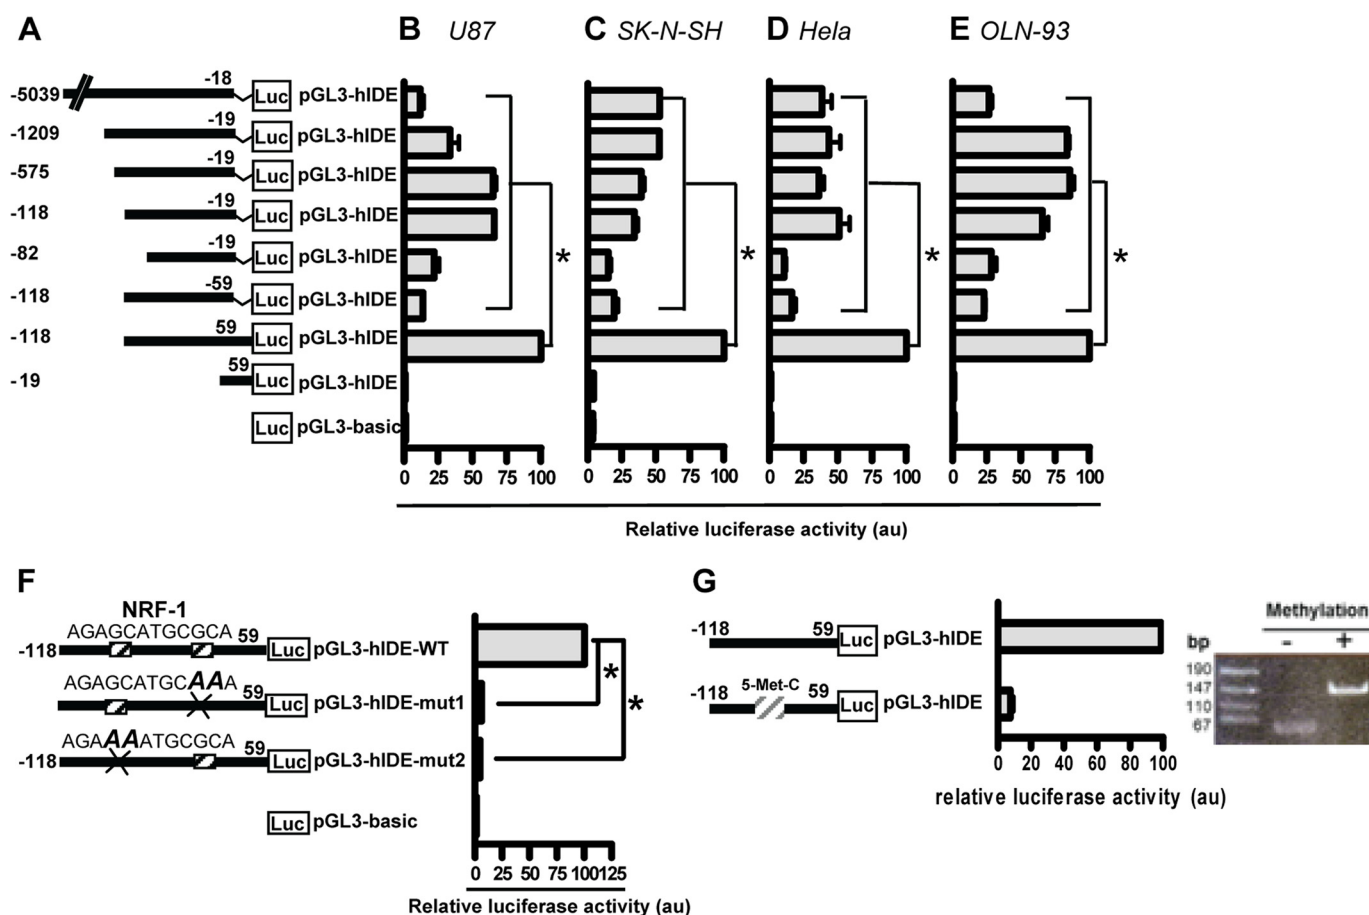 A
B U87
C SK-N-SH
D Hela
E OLN-93
-5039 -18 Luc pGL3-hIDE
-1209 -19 Luc pGL3-hIDE
-575 -19 Luc pGL3-hIDE
-118 -19 Luc pGL3-hIDE
-82 -19 Luc pGL3-hIDE
-118 -59 Luc pGL3-hIDE
-118 59 Luc pGL3-hIDE
-19 59 Luc pGL3-hIDE
Luc pGL3-basic
* * * *
0 25 50 75 100
0 25 50 75 100
0 25 50 75 100
0 25 50 75 100
Relative luciferase activity (au)
F
NRF-1
AGAGCATGCGCA
-118 59 Luc pGL3-hIDE-WT
AGAGCATGCAAA
59 Luc pGL3-hIDE-mut1
AGAAAATGCGCA
-118 59 Luc pGL3-hIDE-mut2
Luc pGL3-basic
* *
0 25 50 75 100 125
Relative luciferase activity (au)
G
-118 59 Luc pGL3-hIDE
5-Met-C
-118 59 Luc pGL3-hIDE
0 20 40 60 80 100
relative luciferase activity (au)
Methylation
bp - +
190
147
110
67